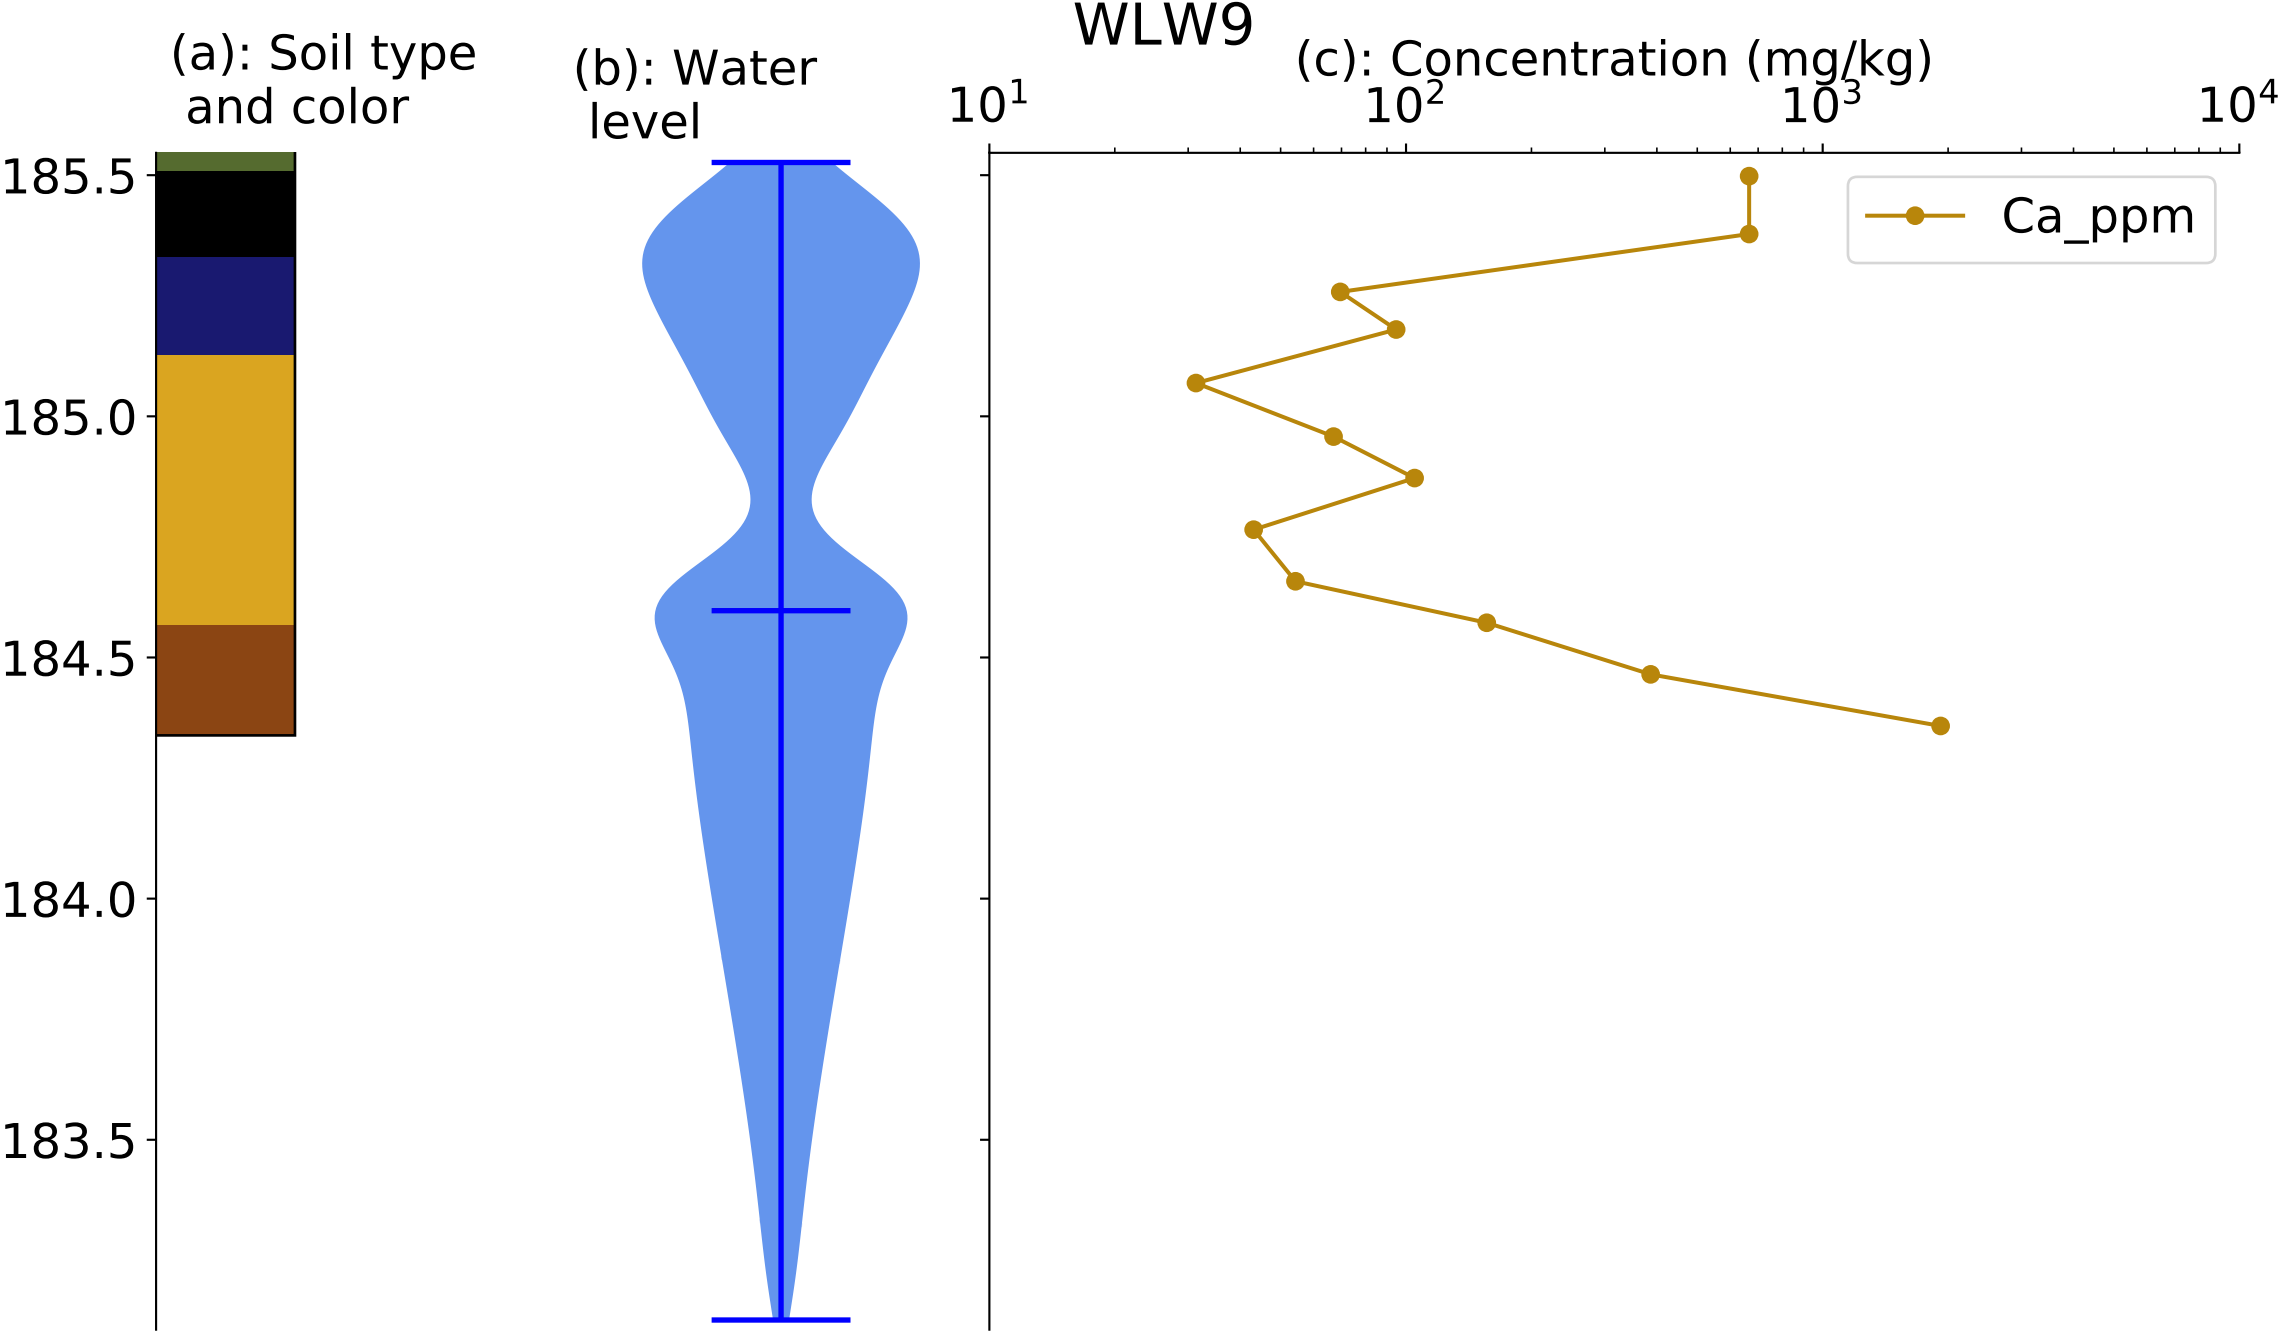 WLW9
(a): Soil type
and color
(b): Water
level
(c): Concentration (mg/kg)
10¹ 10² 10³ 10⁴
185.5
185.0
184.5
184.0
183.5
Ca_ppm